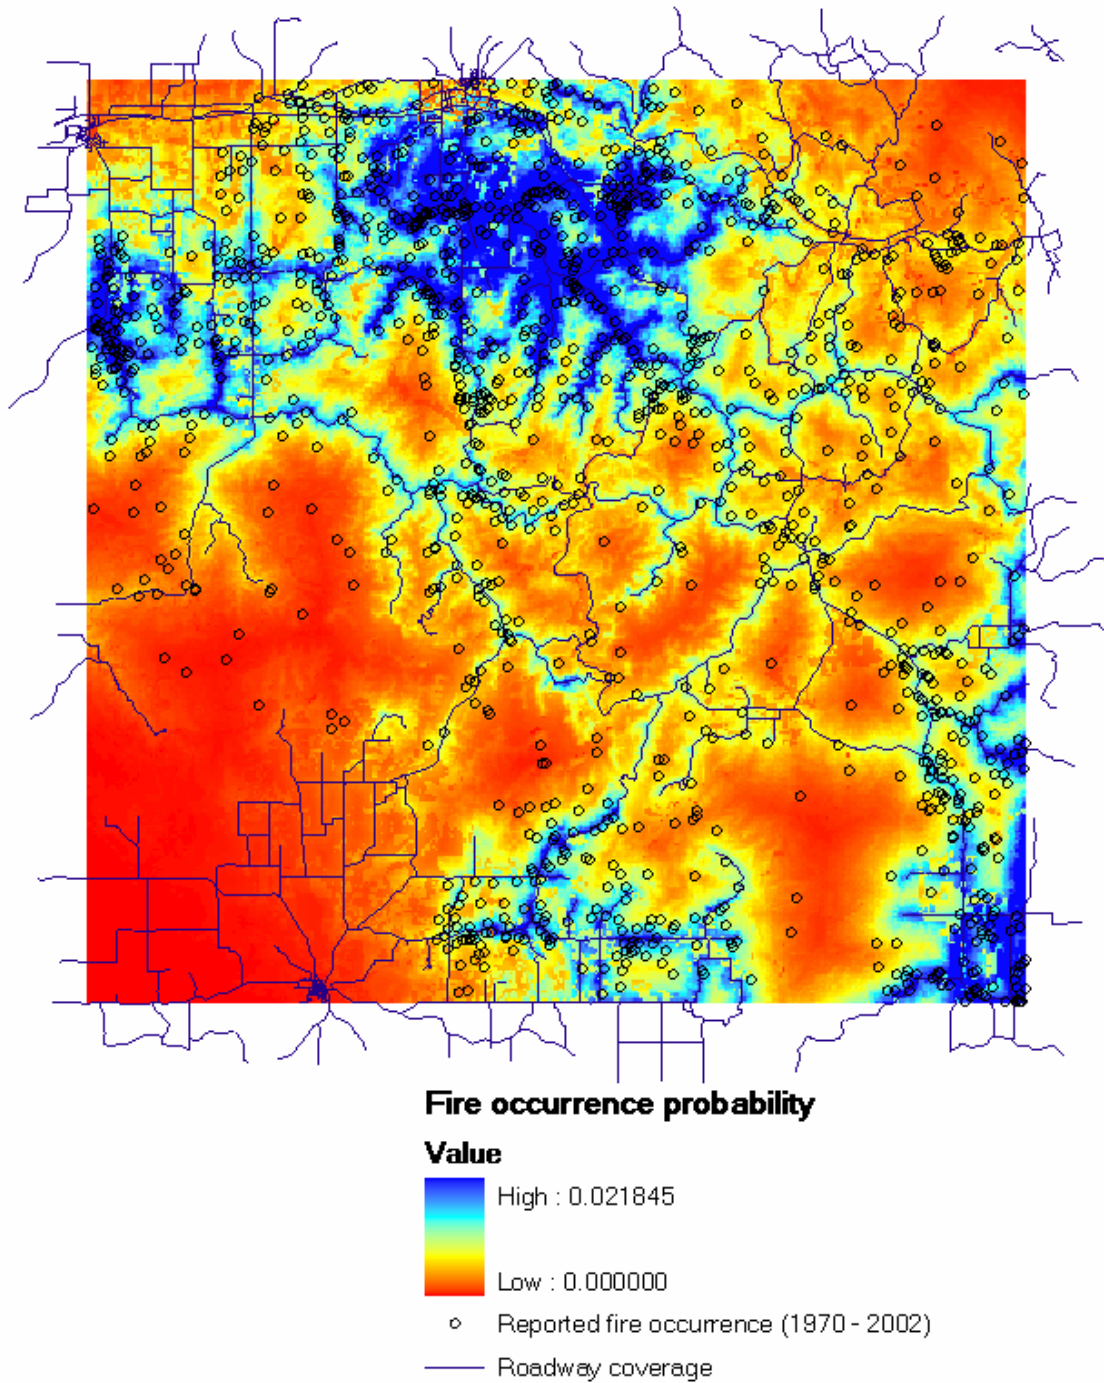 Fire occurrence probability
Value
High : 0.021845
Low : 0.000000
Reported fire occurrence (1970 - 2002)
Roadway coverage